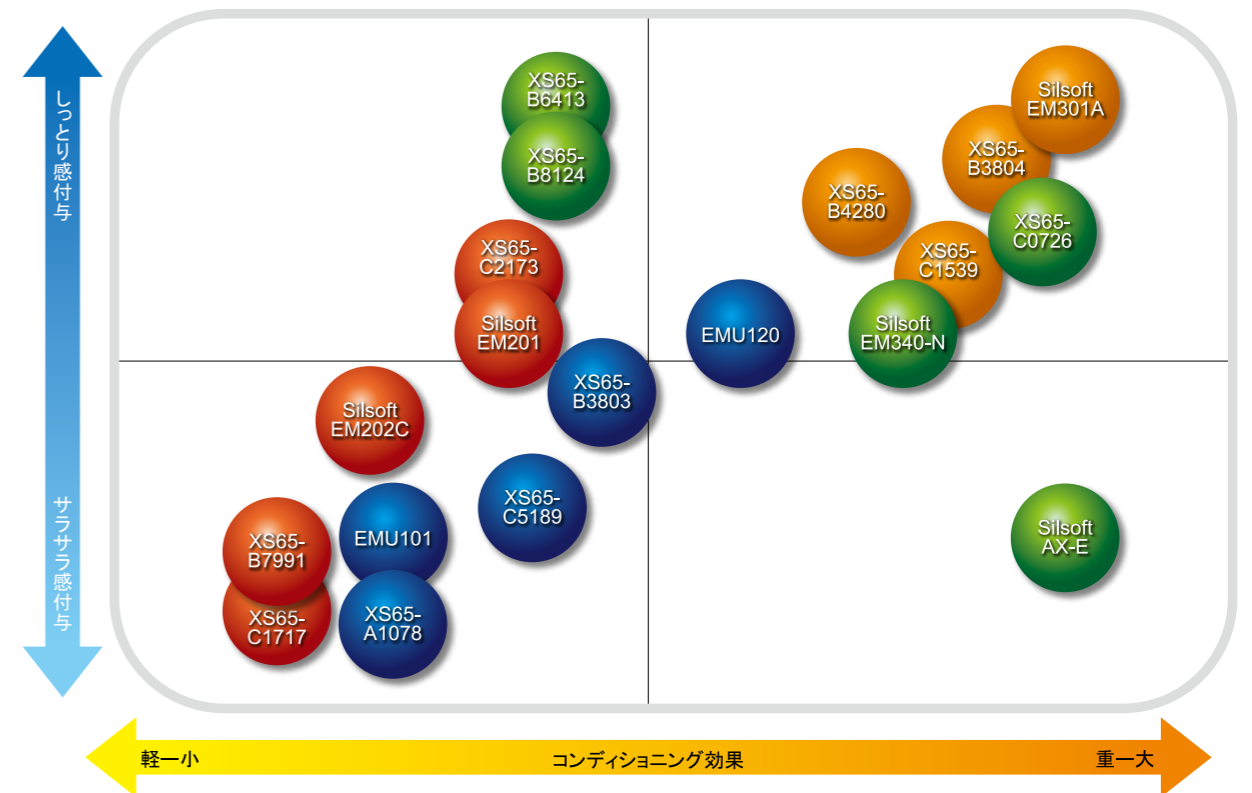 しっとり感付与
サラサラ感付与
XS65-
B6413
XS65-
B8124
XS65-
C2173
Silsoft
EM201
Silsoft
EM202C
XS65-
B3803
XS65-
C5189
XS65-
B7991
XS65-
C1717
EMU101
XS65-
A1078
Silsoft
EM301A
XS65-
B3804
XS65-
B4280
XS65-
C0726
XS65-
C1539
EMU120
Silsoft
EM340-N
Silsoft
AX-E
軽ー小
コンディショニング効果
重ー大